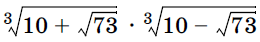 ∛(10 + √73) · ∛(10 − √73)